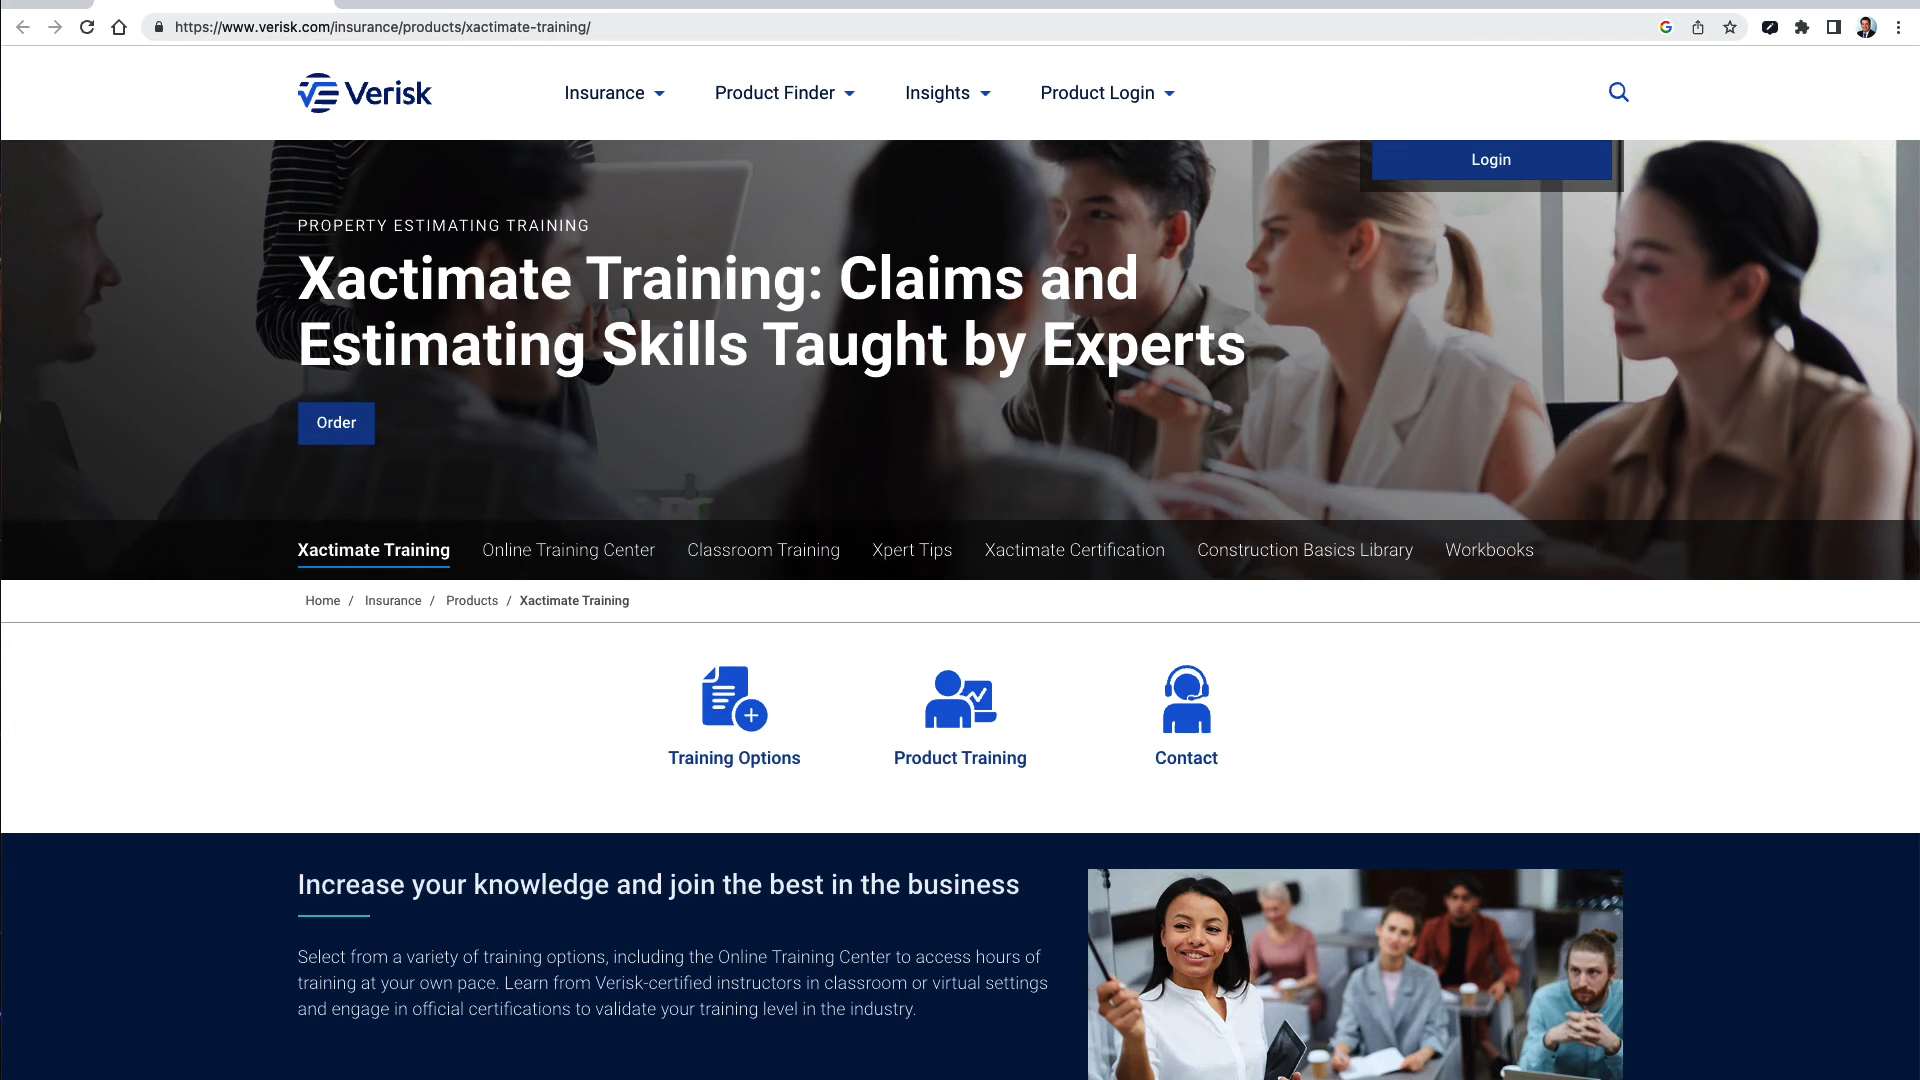 https://www.verisk.com/insurance/products/xactimate-training/
Verisk
Insurance
Product Finder
Insights
Product Login
Login
PROPERTY ESTIMATING TRAINING
Xactimate Training: Claims and
Estimating Skills Taught by Experts
Order
Xactimate Training
Online Training Center
Classroom Training
Xpert Tips
Xactimate Certification
Construction Basics Library
Workbooks
Home / Insurance / Products / Xactimate Training
Training Options
Product Training
Contact
Increase your knowledge and join the best in the business
Select from a variety of training options, including the Online Training Center to access hours of
training at your own pace. Learn from Verisk-certified instructors in classroom or virtual settings
and engage in official certifications to validate your training level in the industry.